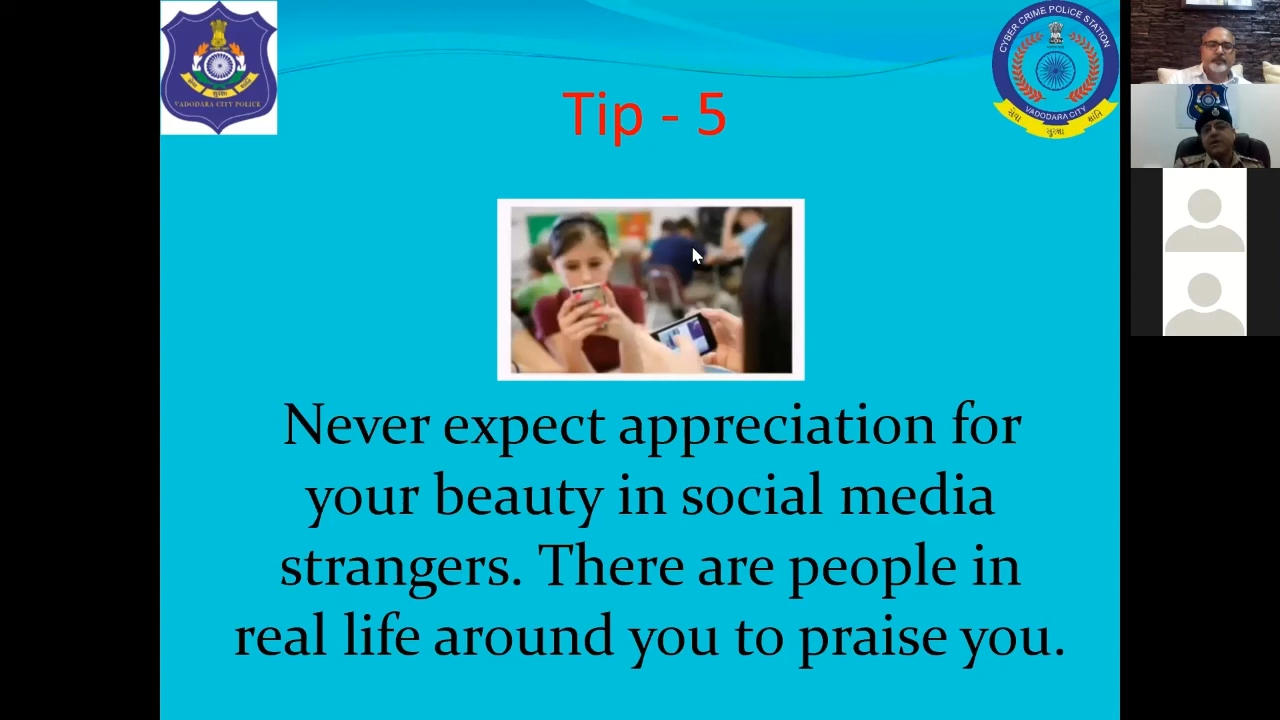 VADODARA CITY POLICE
CYBER CRIME POLICE STATION
VADODARA CITY
સેવા સુરક્ષા શાંતિ
Tip - 5
Never expect appreciation for
your beauty in social media
strangers. There are people in
real life around you to praise you.